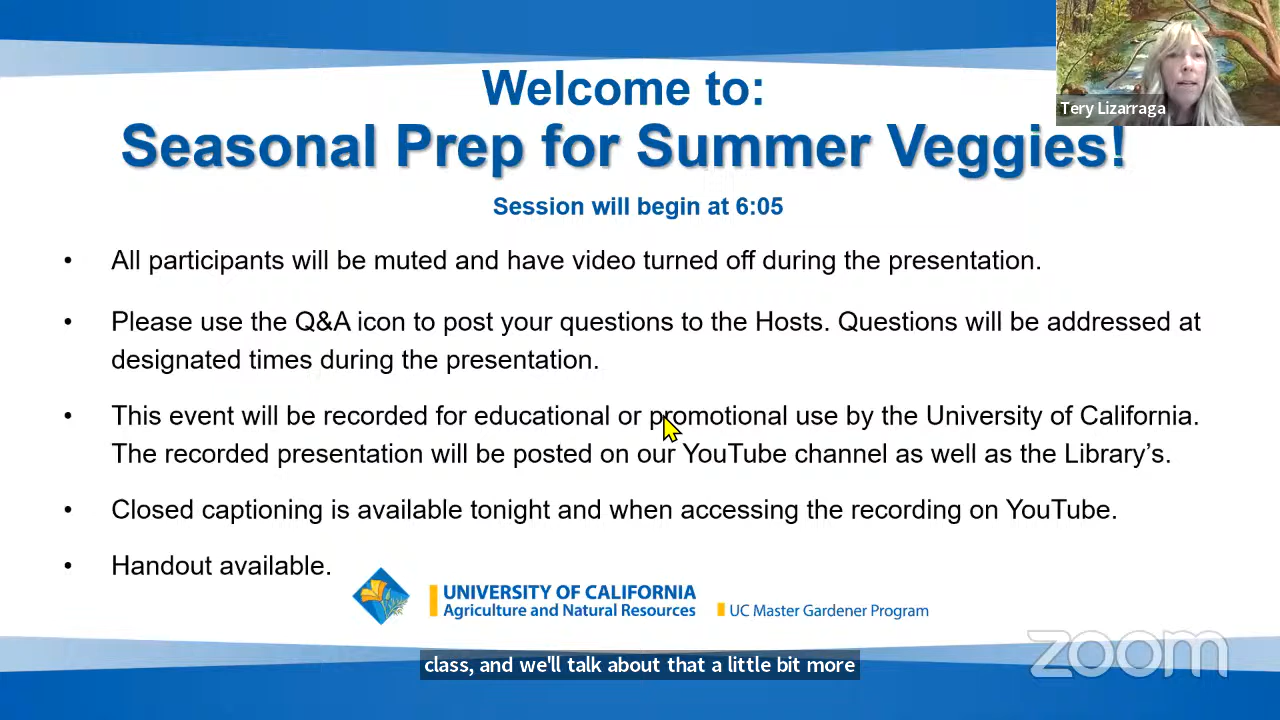 Welcome to:
Seasonal Prep for Summer Veggies!
Tery Lizarraga
Session will begin at 6:05
• All participants will be muted and have video turned off during the presentation.
• Please use the Q&A icon to post your questions to the Hosts. Questions will be addressed at
designated times during the presentation.
• This event will be recorded for educational or promotional use by the University of California.
The recorded presentation will be posted on our YouTube channel as well as the Library’s.
• Closed captioning is available tonight and when accessing the recording on YouTube.
• Handout available.
UNIVERSITY OF CALIFORNIA
Agriculture and Natural Resources
UC Master Gardener Program
zoom
class, and we'll talk about that a little bit more